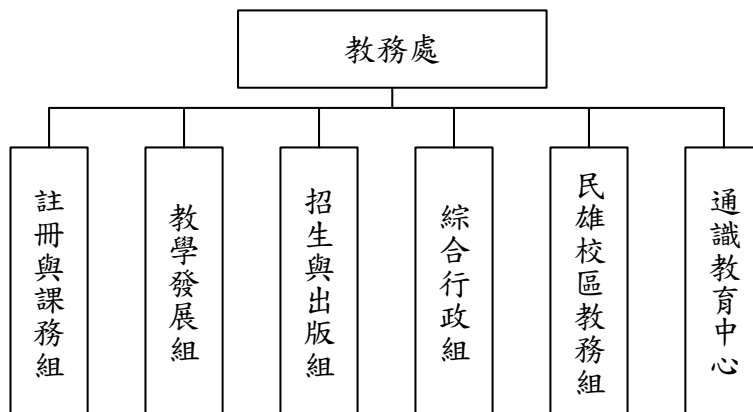 教務處
註冊與課務組
教學發展組
招生與出版組
綜合行政組
民雄校區教務組
通識教育中心